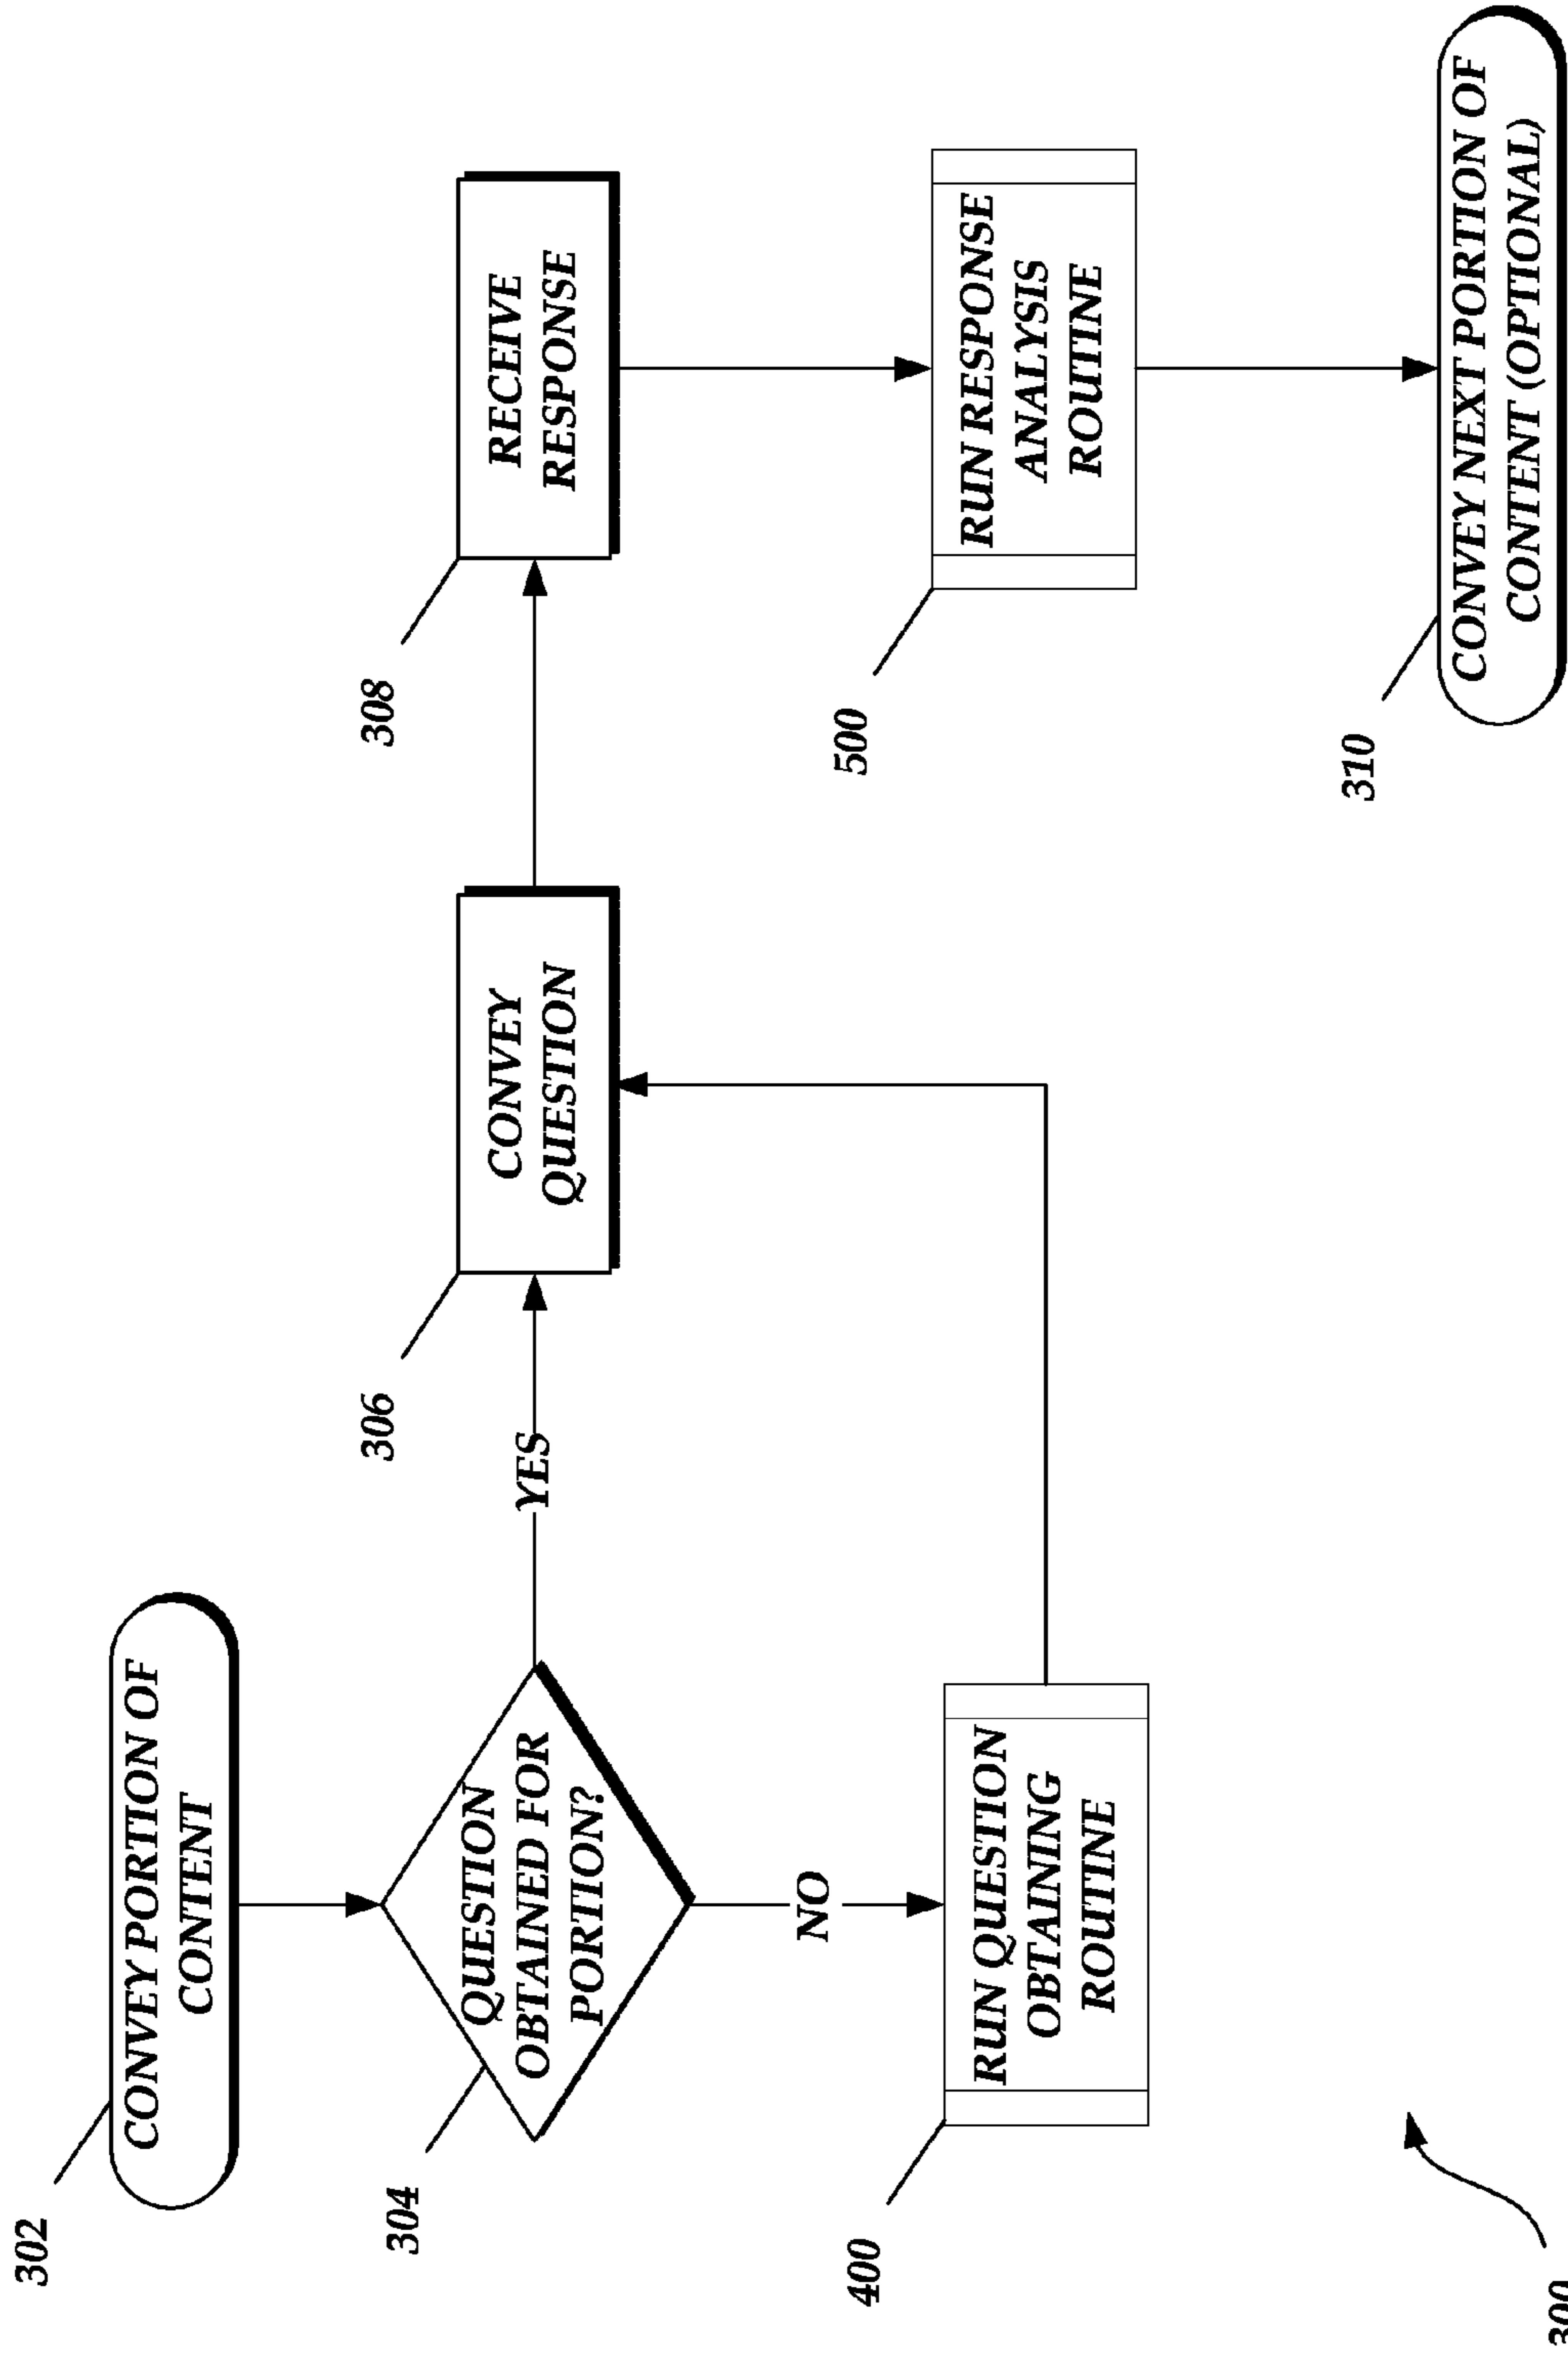 302
CONVEY PORTION OF
CONTENT
304
QUESTION
OBTAINED FOR
PORTION?
YES
306
CONVEY
QUESTION
308
RECEIVE
RESPONSE
NO
400
RUN QUESTION
OBTAINING
ROUTINE
500
RUN RESPONSE
ANALYSIS
ROUTINE
310
CONVEY NEXT PORTION OF
CONTENT (OPTIONAL)
300